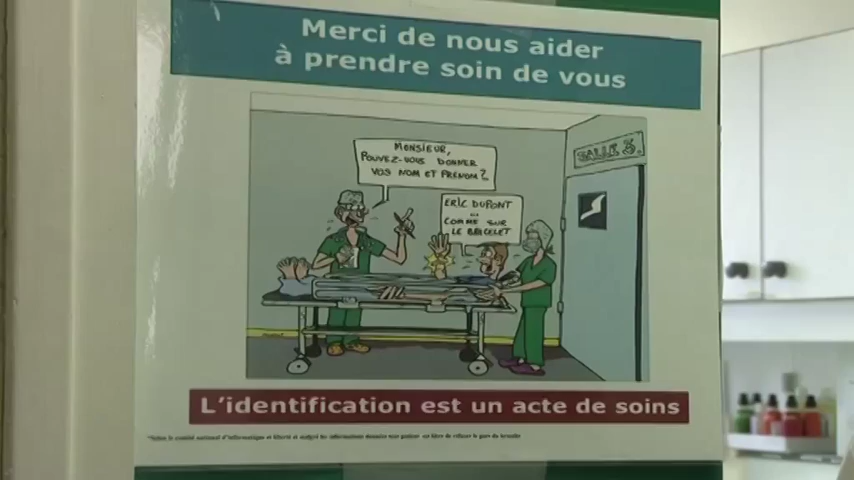 Merci de nous aider
à prendre soin de vous
MONSIEUR,
POUVEZ-VOUS DONNER
VOS NOM ET PRÉNOM?
SALLE 3.
ERIC DUPONT
...
COMME SUR
LE BRACELET
L'identification est un acte de soins